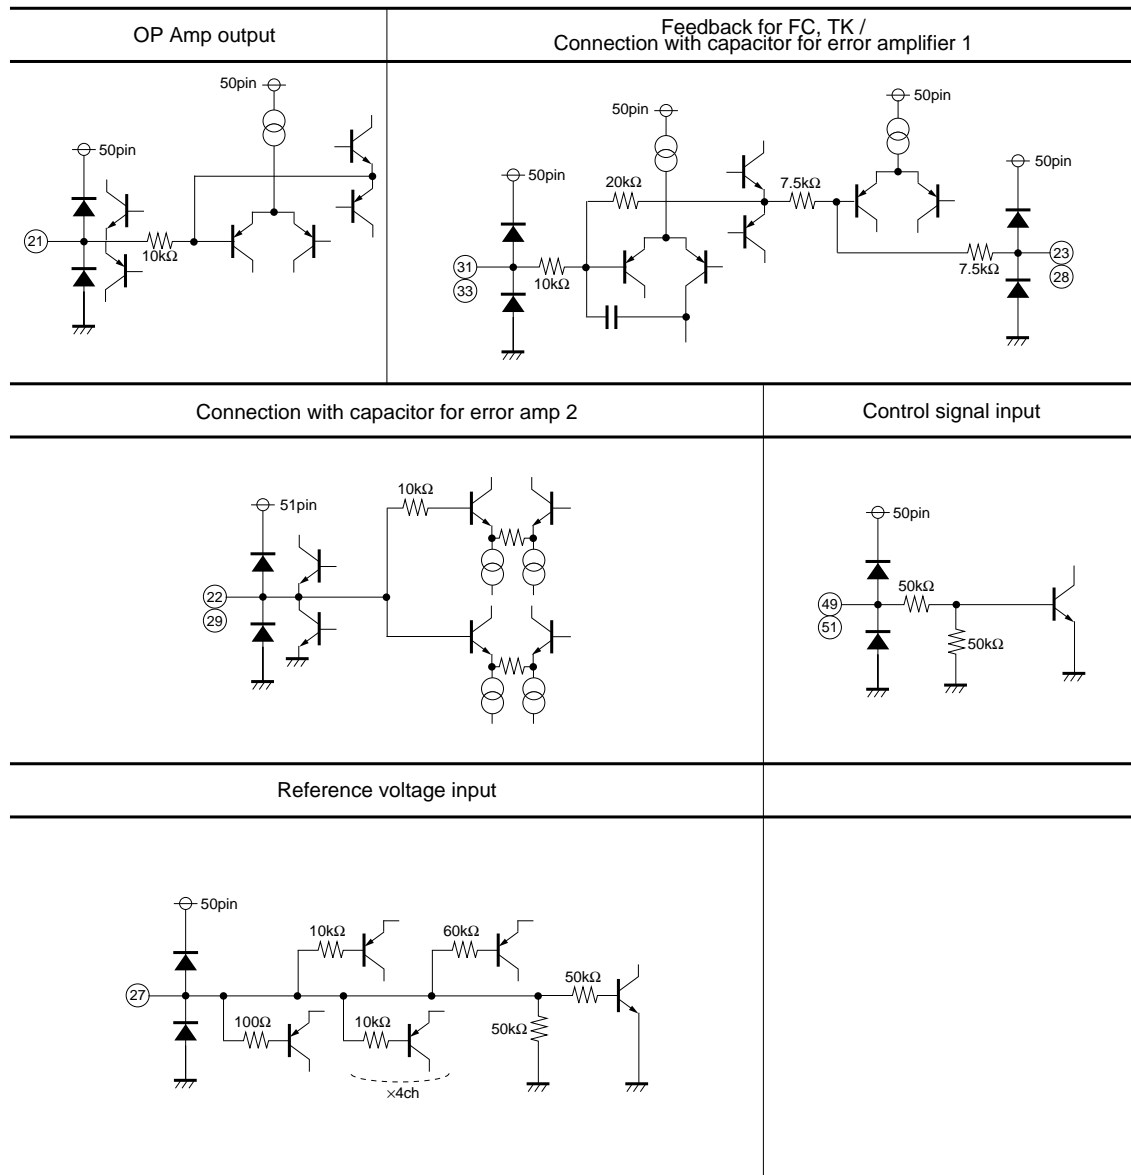 OP Amp output
Feedback for FC, TK /
Connection with capacitor for error amplifier 1
50pin
50pin
21
10kΩ
50pin
50pin
50pin
50pin
20kΩ
7.5kΩ
31
33
10kΩ
7.5kΩ
23
28
Connection with capacitor for error amp 2
Control signal input
51pin
10kΩ
22
29
50pin
49
51
50kΩ
50kΩ
Reference voltage input
50pin
10kΩ
60kΩ
27
50kΩ
100Ω
10kΩ
50kΩ
×4ch